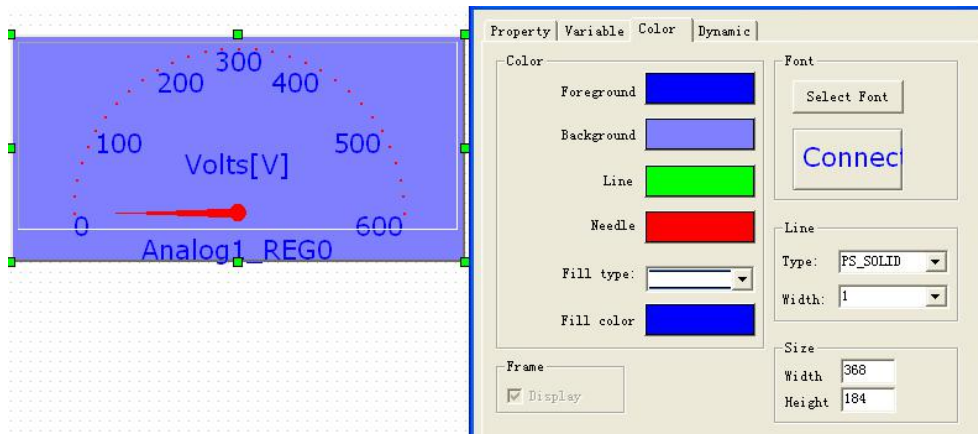 300
200 400
100 500
Volts[V]
0 600
Analog1_REG0
Property Variable Color Dynamic
Color
Foreground
Background
Line
Needle
Fill type:
Fill color
Frame
Display
Font
Select Font
Connect
Line
Type: PS_SOLID
Width: 1
Size
Width 368
Height 184